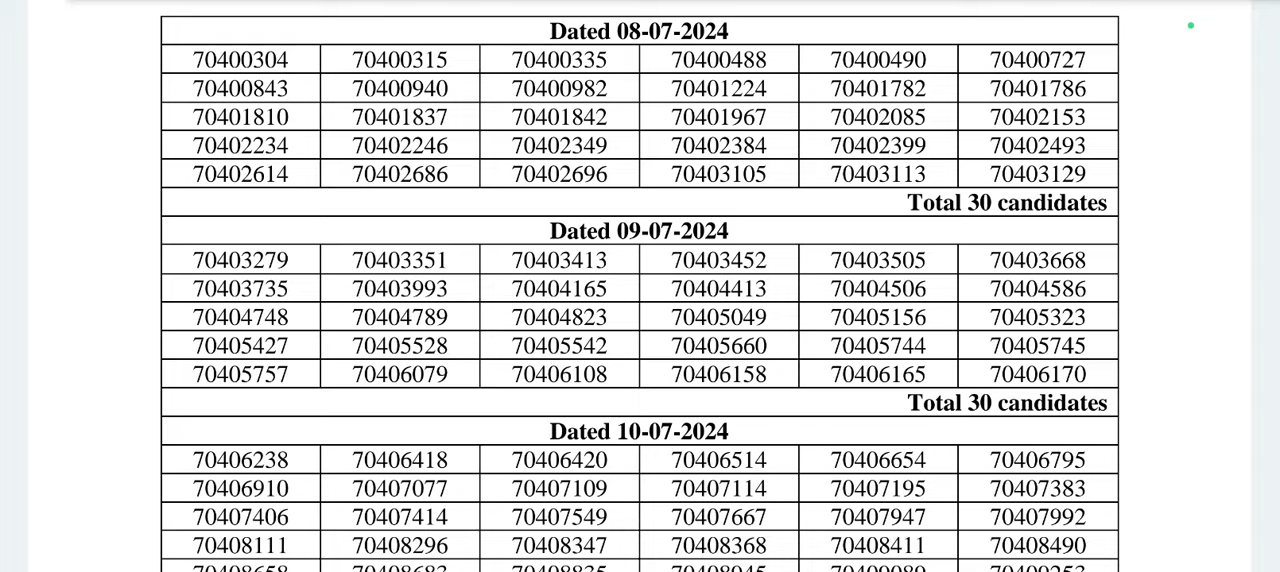 Dated 08-07-2024
70400304 70400315 70400335 70400488 70400490 70400727
70400843 70400940 70400982 70401224 70401782 70401786
70401810 70401837 70401842 70401967 70402085 70402153
70402234 70402246 70402349 70402384 70402399 70402493
70402614 70402686 70402696 70403105 70403113 70403129
Total 30 candidates
Dated 09-07-2024
70403279 70403351 70403413 70403452 70403505 70403668
70403735 70403993 70404165 70404413 70404506 70404586
70404748 70404789 70404823 70405049 70405156 70405323
70405427 70405528 70405542 70405660 70405744 70405745
70405757 70406079 70406108 70406158 70406165 70406170
Total 30 candidates
Dated 10-07-2024
70406238 70406418 70406420 70406514 70406654 70406795
70406910 70407077 70407109 70407114 70407195 70407383
70407406 70407414 70407549 70407667 70407947 70407992
70408111 70408296 70408347 70408368 70408411 70408490